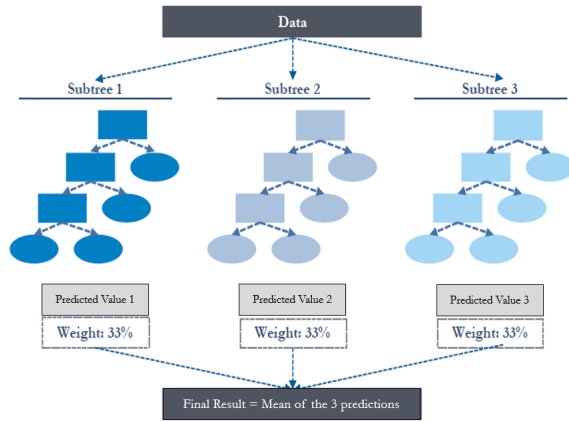 Data
Subtree 1
Subtree 2
Subtree 3
Predicted Value 1
Predicted Value 2
Predicted Value 3
Weight: 33%
Weight: 33%
Weight: 33%
Final Result = Mean of the 3 predictions